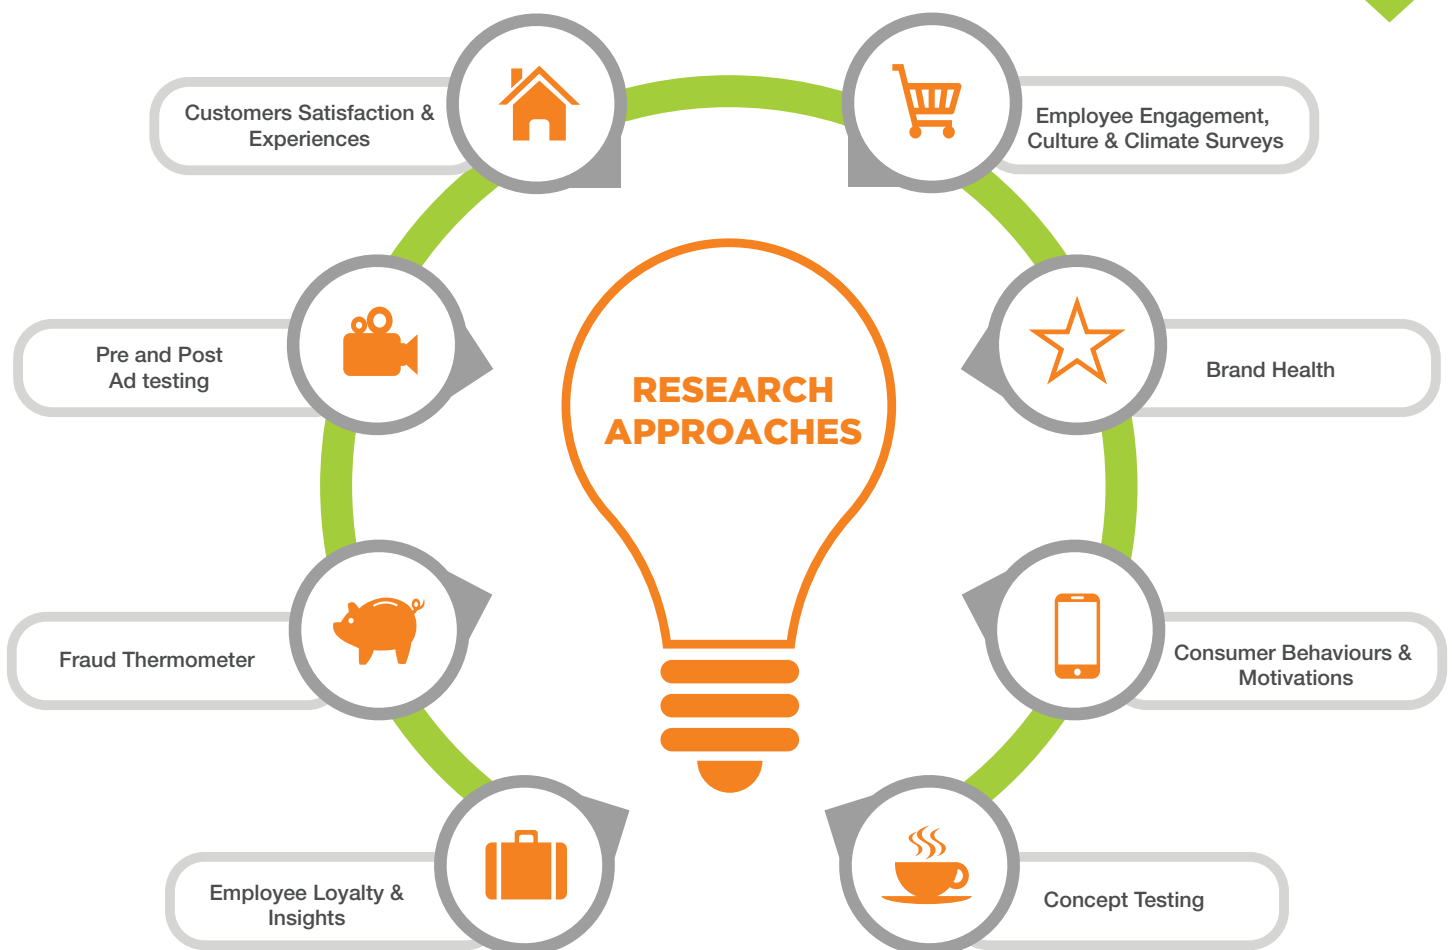 Customers Satisfaction &
Experiences
Employee Engagement,
Culture & Climate Surveys
Pre and Post
Ad testing
RESEARCH
APPROACHES
Brand Health
Fraud Thermometer
Consumer Behaviours &
Motivations
Employee Loyalty &
Insights
Concept Testing